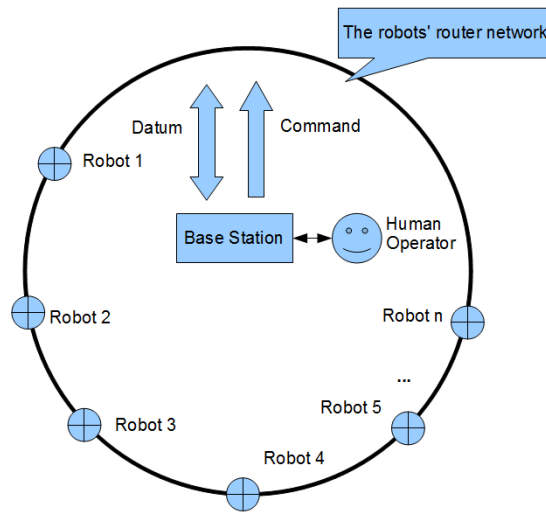 The robots' router network
Datum
Command
Robot 1
Base Station
Human
Operator
Robot 2
Robot n
...
Robot 5
Robot 3
Robot 4